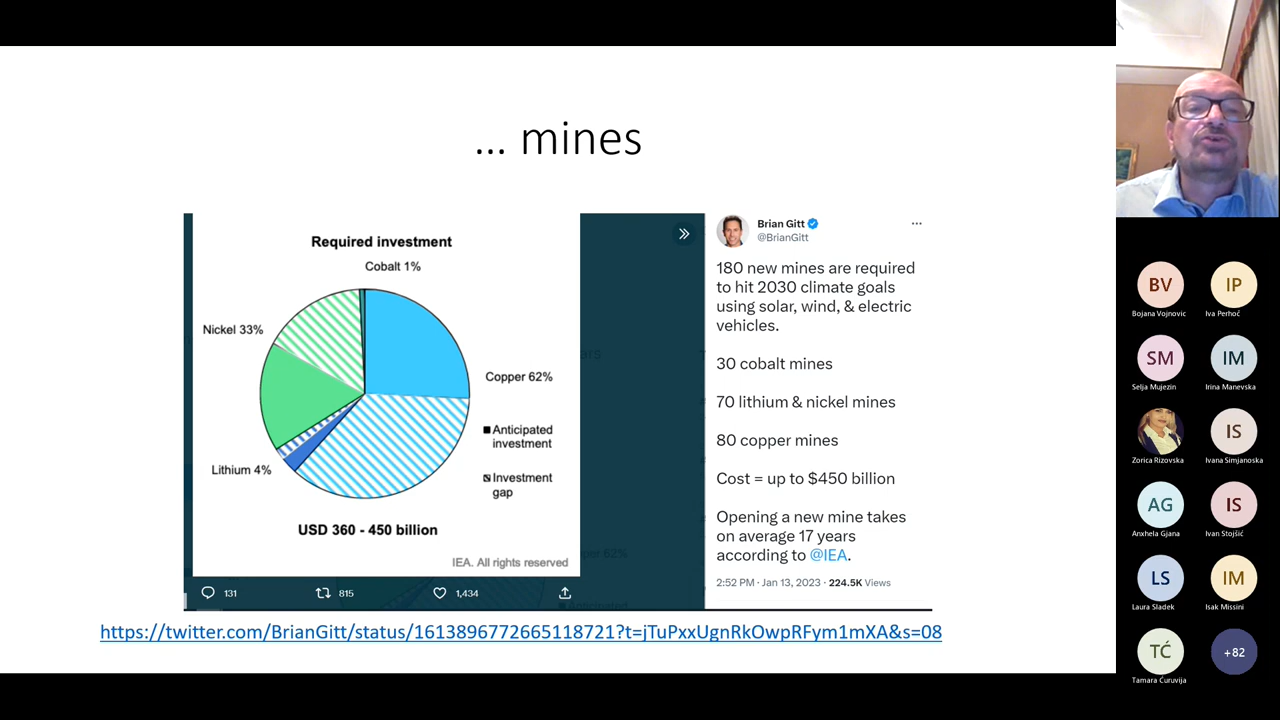 ... mines
Required investment
Cobalt 1%
Nickel 33%
Copper 62%
Anticipated
investment
Investment
gap
Lithium 4%
USD 360 - 450 billion
IEA. All rights reserved
131
815
1,434
Brian Gitt
@BrianGitt
180 new mines are required
to hit 2030 climate goals
using solar, wind, & electric
vehicles.
30 cobalt mines
70 lithium & nickel mines
80 copper mines
Cost = up to $450 billion
Opening a new mine takes
on average 17 years
according to @IEA.
2:52 PM · Jan 13, 2023 · 224.5K Views
https://twitter.com/BrianGitt/status/1613896772665118721?t=jTuPxxUgnRkOwpRFym1mXA&s=08
BV
Bojana Vojnovic
IP
Iva Perhoč
SM
Selja Mujezin
IM
Irina Manevska
Zorica Rizovska
IS
Ivana Simjanoska
AG
Anxhela Gjana
IS
Ivan Stojšić
LS
Laura Sladek
IM
Isak Missini
TĆ
Tamara Ćuruvija
+82